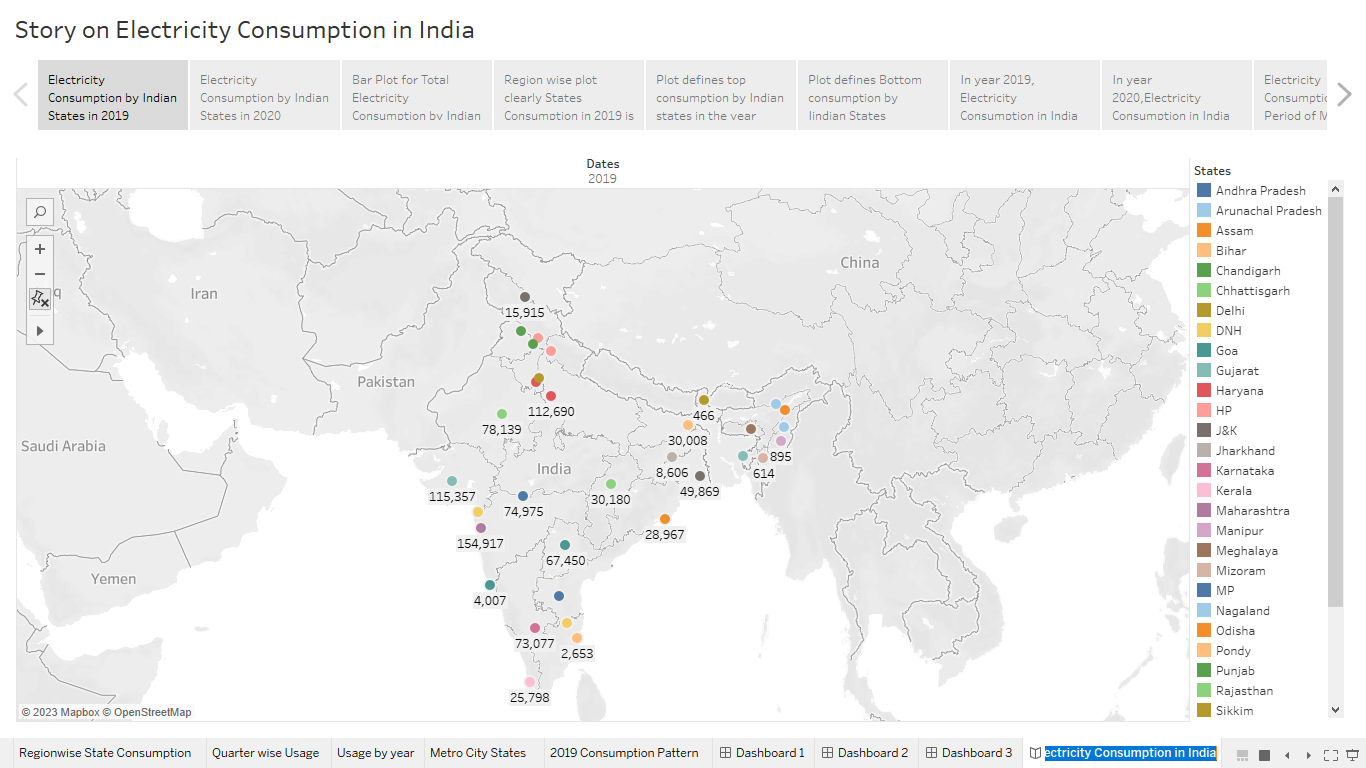 Story on Electricity Consumption in India
Electricity
Consumption by Indian
States in 2019
Electricity
Consumption by Indian
States in 2020
Bar Plot for Total
Electricity
Consumption by Indian
Region wise plot
clearly States
Consumption in 2019 is
Plot defines top
consumption by Indian
states in the year
Plot defines Bottom
consumption by
Iindian States
In year 2019,
Electricity
Consumption in India
In year
2020,Electricity
Consumption in India
Electricity
Consumptic
Period of M
Dates
2019
China
Iran
q
Pakistan
Saudi Arabia
India
Yemen
15,915
112,690
78,139
466
30,008
895
8,606
614
49,869
115,357
74,975
30,180
154,917
28,967
67,450
4,007
73,077
2,653
25,798
© 2023 Mapbox © OpenStreetMap
States
Andhra Pradesh
Arunachal Pradesh
Assam
Bihar
Chandigarh
Chhattisgarh
Delhi
DNH
Goa
Gujarat
Haryana
HP
J&K
Jharkhand
Karnataka
Kerala
Maharashtra
Manipur
Meghalaya
Mizoram
MP
Nagaland
Odisha
Pondy
Punjab
Rajasthan
Sikkim
Regionwise State Consumption
Quarter wise Usage
Usage by year
Metro City States
2019 Consumption Pattern
Dashboard 1
Dashboard 2
Dashboard 3
ectricity Consumption in India